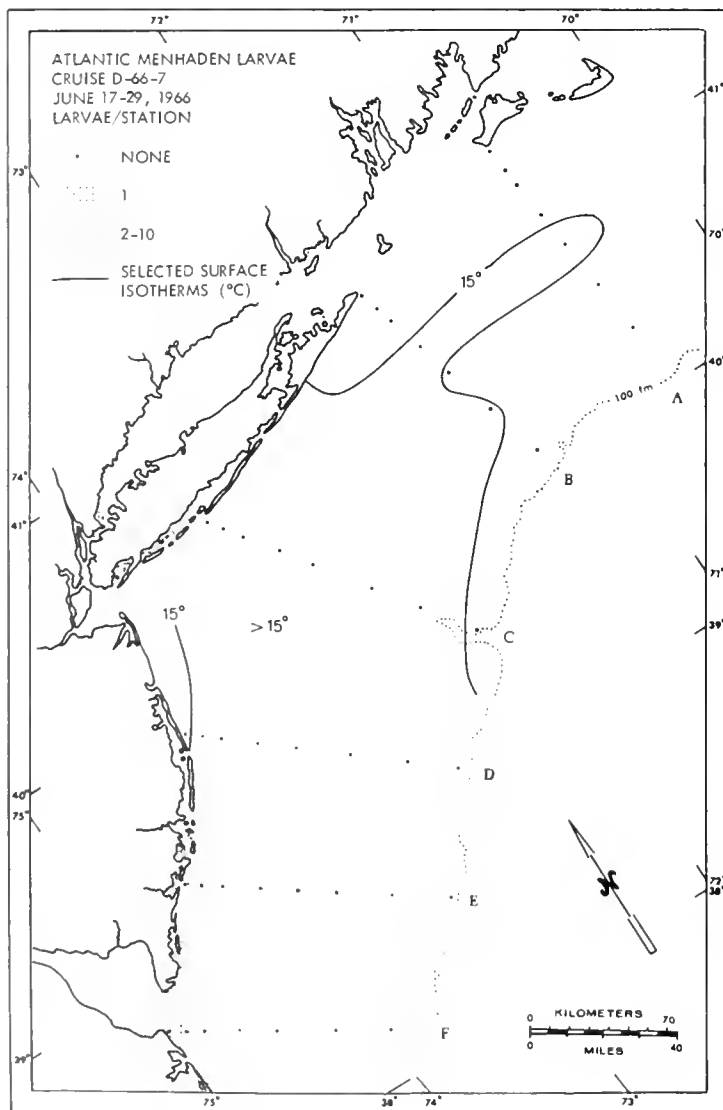 72°
71°
70°
ATLANTIC MENHADEN LARVAE
CRUISE D-66-7
JUNE 17-29, 1966
LARVAE/STATION
NONE
1
2-10
SELECTED SURFACE
ISOTHERMS (°C)
41°
73°
70°
15°
40°
100 fm
A
74°
B
41°
71°
39°
15°
>15°
C
D
40°
75°
72°
38°
N
E
KILOMETERS
0 70
F
0 40
MILES
39°
75°
38°
74°
73°